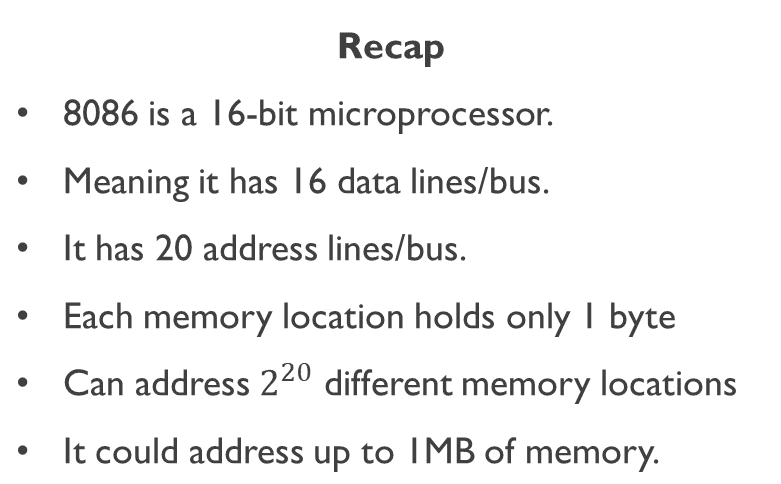 Recap
• 8086 is a 16-bit microprocessor.
• Meaning it has 16 data lines/bus.
• It has 20 address lines/bus.
• Each memory location holds only 1 byte
• Can address 2²⁰ different memory locations
• It could address up to 1MB of memory.